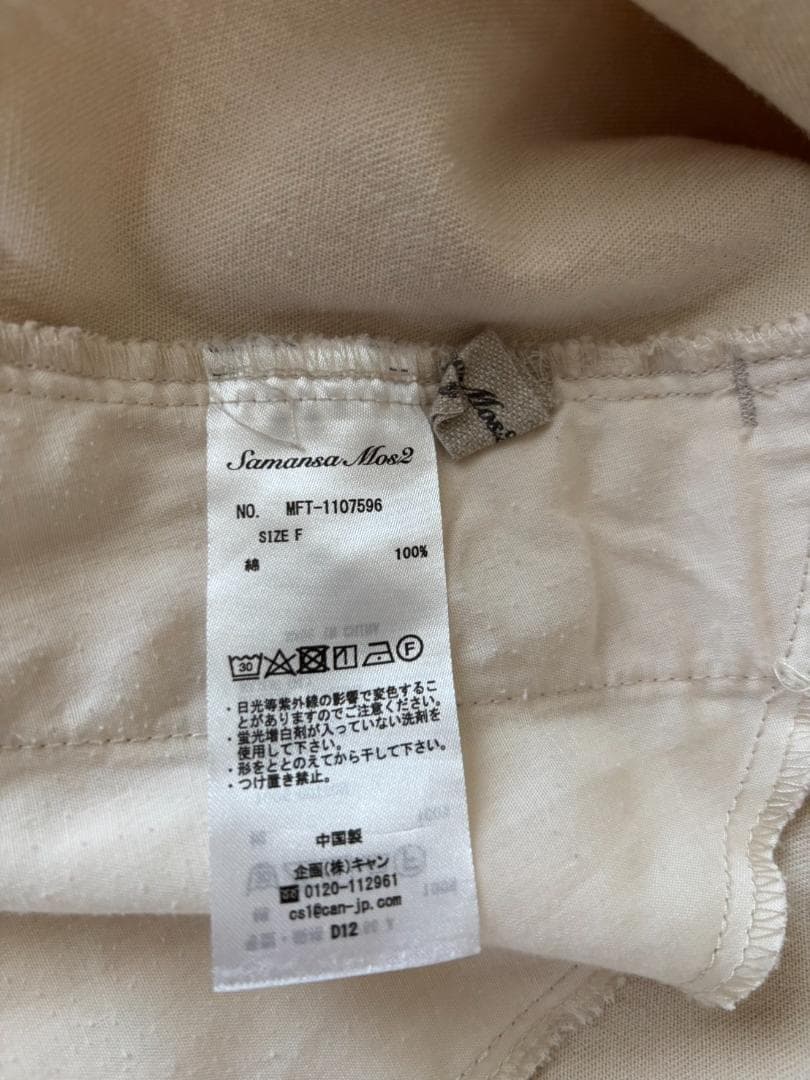 Samansa Mos2
NO. MFT-1107596
SIZE F
綿 100%
30 F
・日光等紫外線の影響で変色するこ
とがありますのでご注意ください。
・蛍光増白剤が入っていない洗剤を
使用して下さい。
・形をととのえてから干して下さい。
・つけ置き禁止。
中国製
企画(株)キャン
0120-112961
cs1@can-jp.com
D12
Mos2